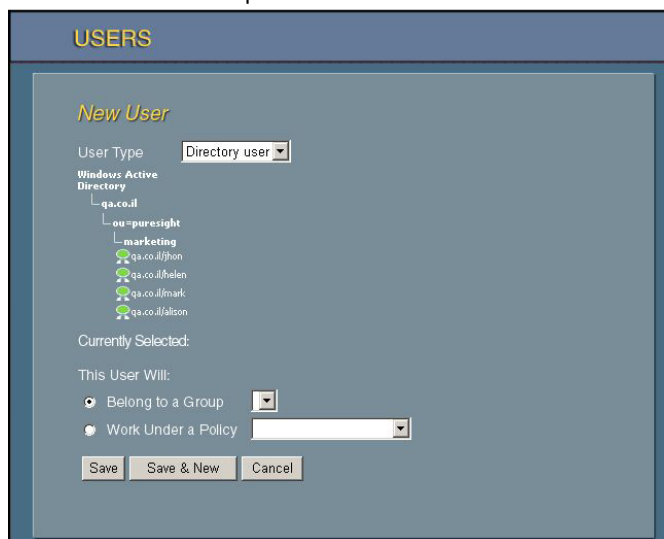 USERS
New User
User Type Directory user
Windows Active
Directory
qa.co.il
ou=puresight
marketing
qa.co.il/jhon
qa.co.il/helen
qa.co.il/mark
qa.co.il/alison
Currently Selected:
This User Will:
Belong to a Group
Work Under a Policy
Save Save & New Cancel